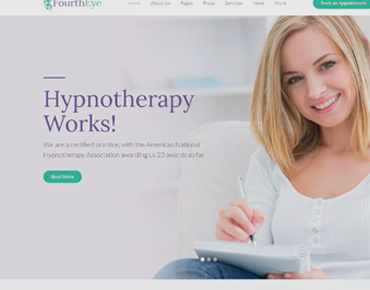 FourthEye
Home About Us Pages Press Services News More
Book an Appointment
Hypnotherapy
Works!
We are a certified practice, with the American National
Hypnotherapy Association awarding us 23 awards so far
Read More